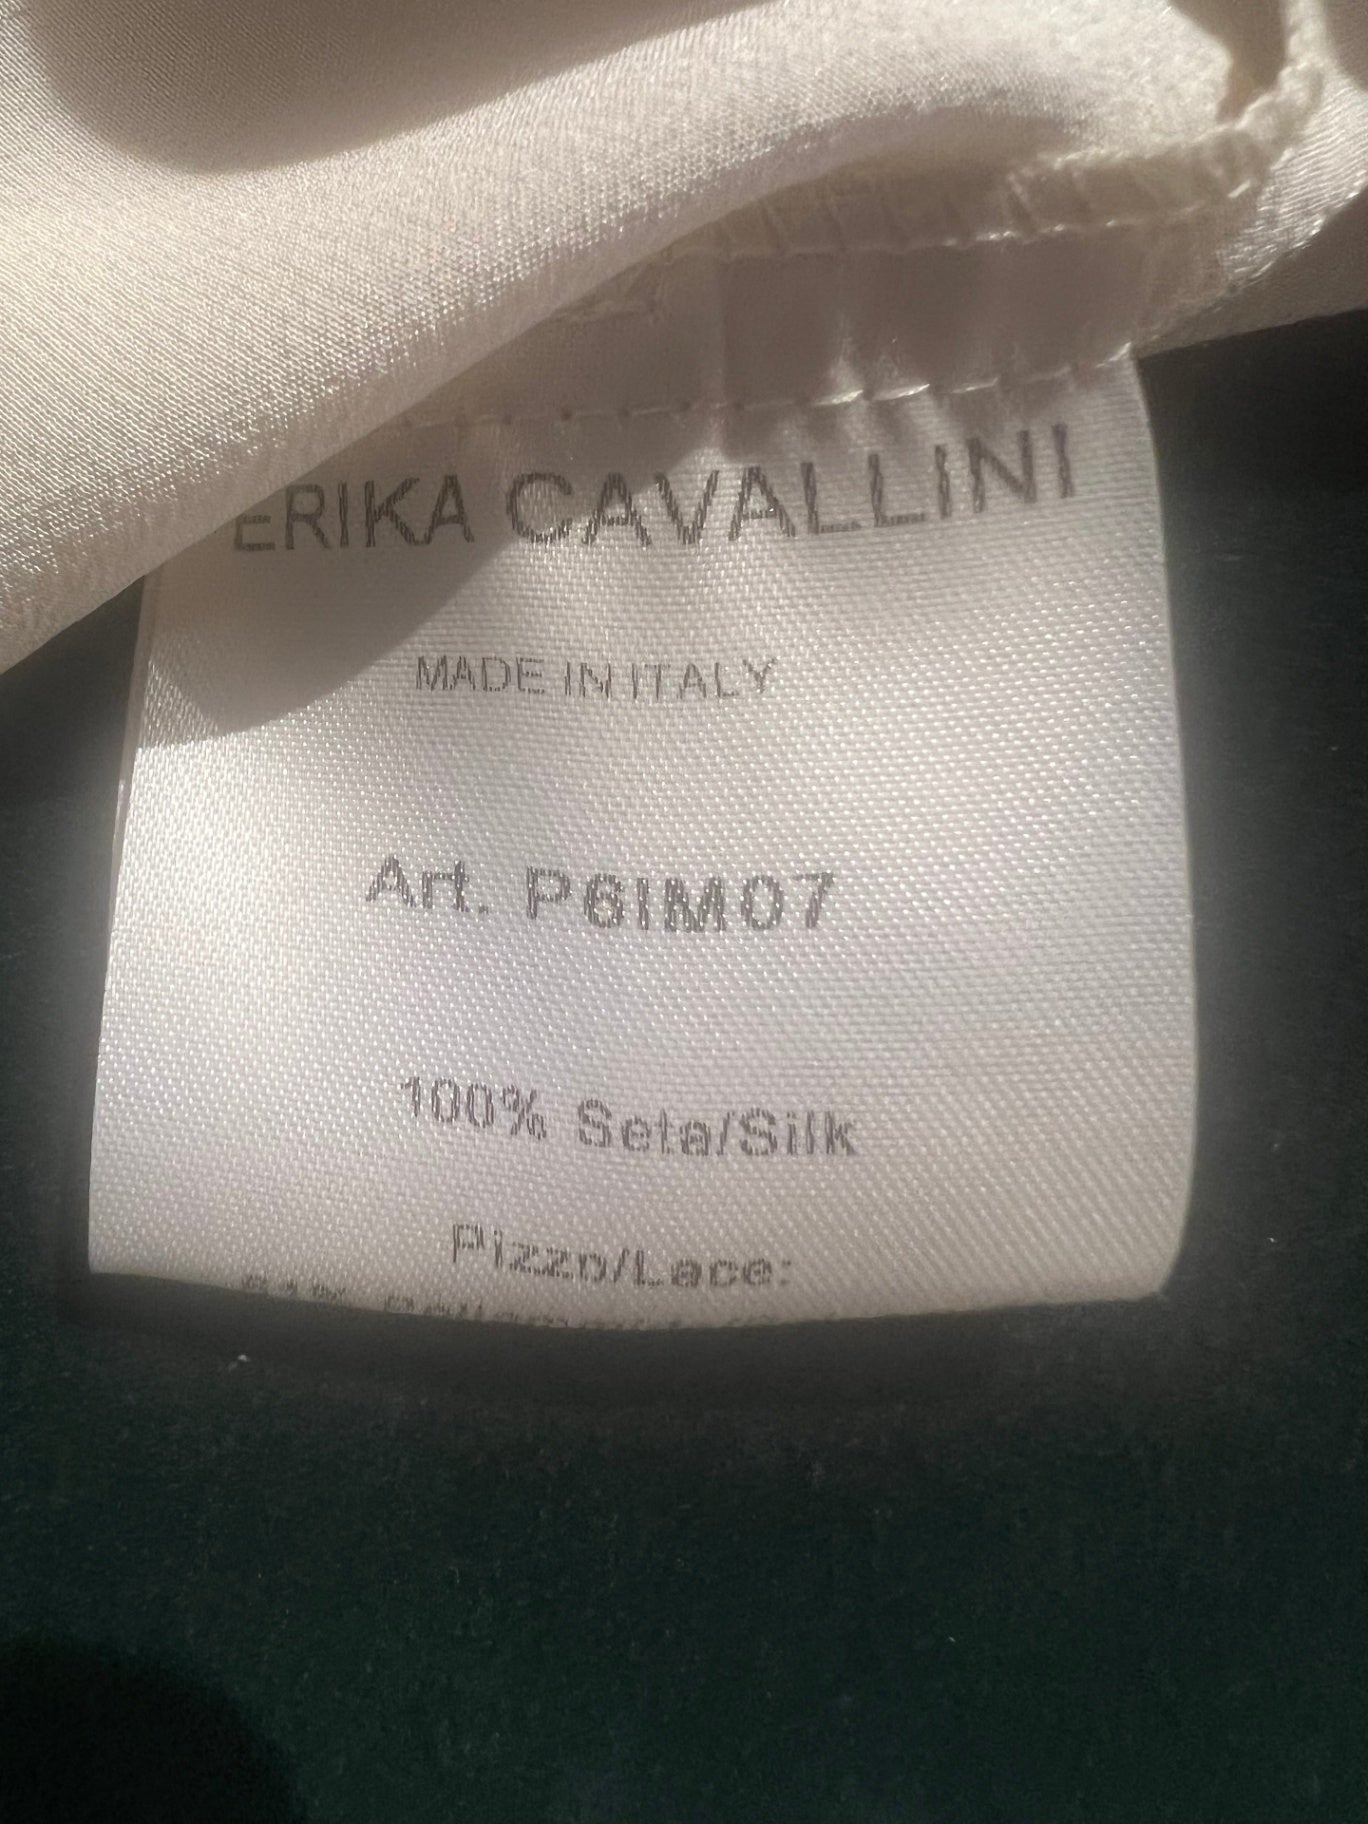 ERIKA CAVALLINI
MADE IN ITALY
Art. P6IM07
100% Seta/Silk
Pizzo/Lace: